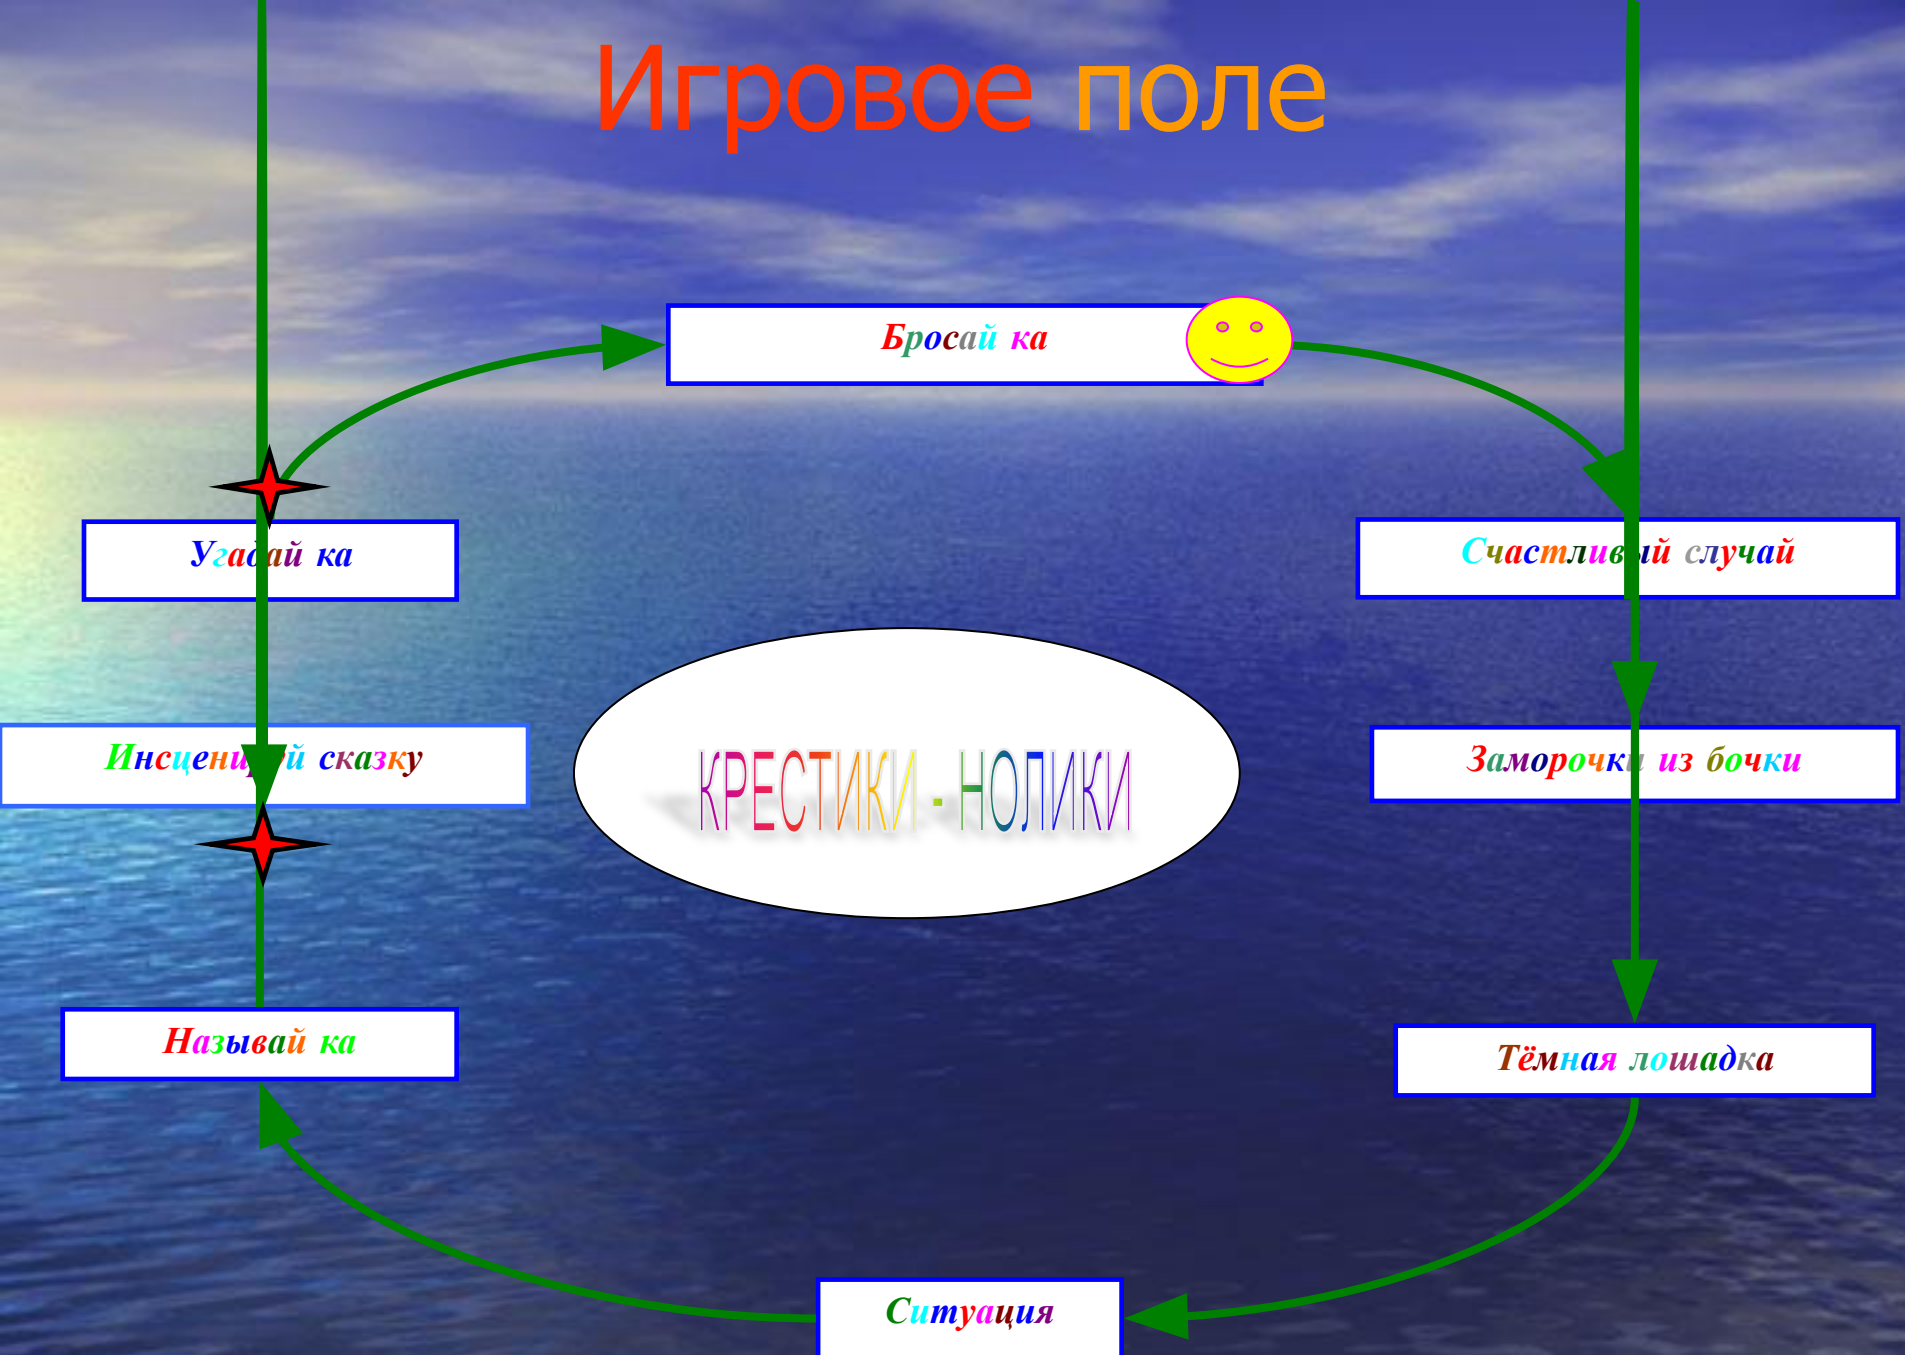 Игровое поле
Бросай ка
Угадай ка
Счастливый случай
Инсценируй сказку
КРЕСТИКИ - НОЛИКИ
Заморочки из бочки
Называй ка
Тёмная лошадка
Ситуация